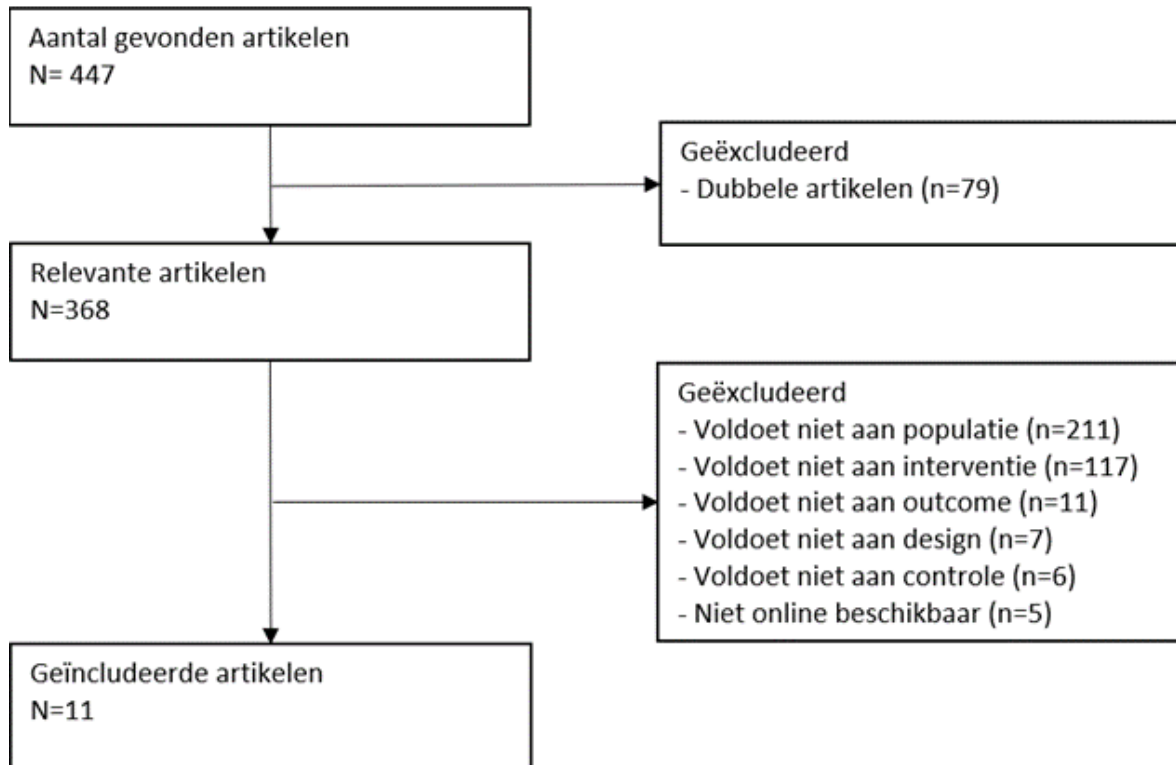 Aantal gevonden artikelen
N= 447
Geëxcludeerd
- Dubbele artikelen (n=79)
Relevante artikelen
N=368
Geëxcludeerd
- Voldoet niet aan populatie (n=211)
- Voldoet niet aan interventie (n=117)
- Voldoet niet aan outcome (n=11)
- Voldoet niet aan design (n=7)
- Voldoet niet aan controle (n=6)
- Niet online beschikbaar (n=5)
Geïncludeerde artikelen
N=11